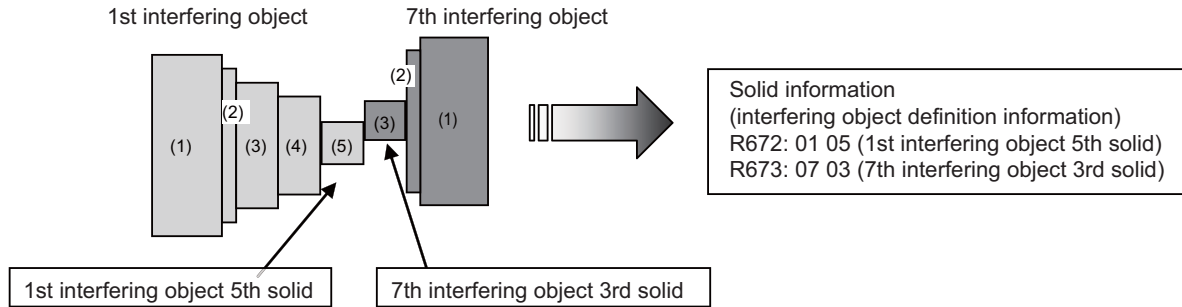 1st interfering object
7th interfering object
(1)
(2)
(3)
(4)
(5)
(3)
(2)
(1)
Solid information
(interfering object definition information)
R672: 01 05 (1st interfering object 5th solid)
R673: 07 03 (7th interfering object 3rd solid)
1st interfering object 5th solid
7th interfering object 3rd solid